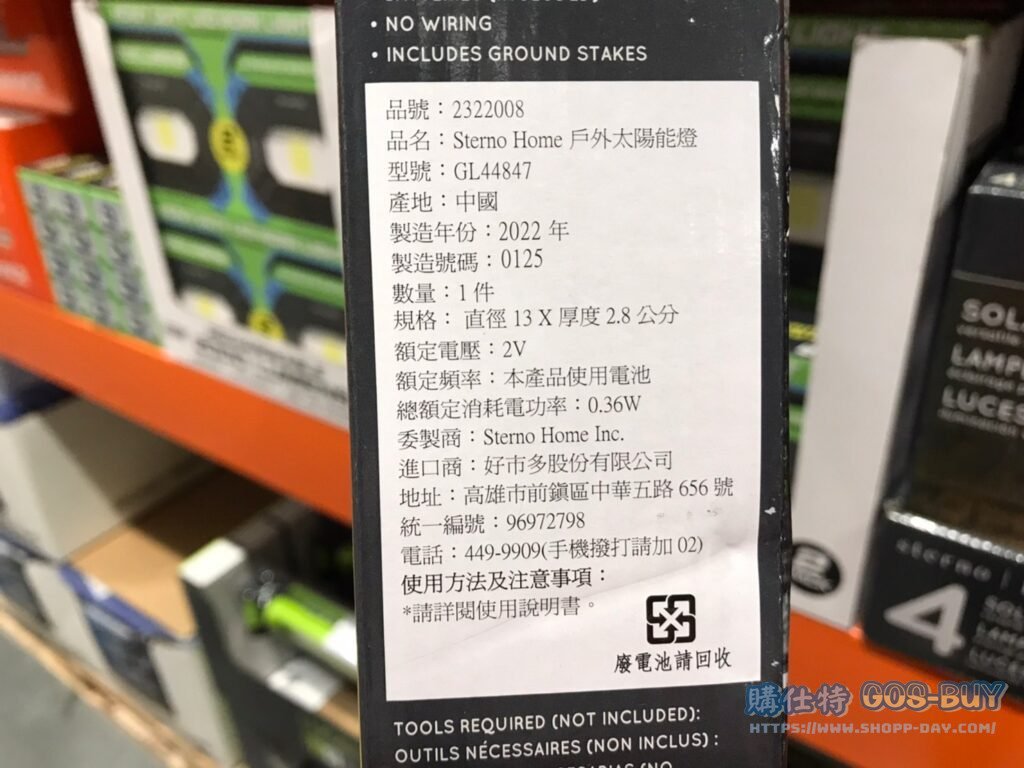 • NO WIRING
• INCLUDES GROUND STAKES
品號：2322008
品名：Sterno Home 戶外太陽能燈
型號：GL44847
產地：中國
製造年份：2022 年
製造號碼：0125
數量：1 件
規格： 直徑 13 X 厚度 2.8 公分
額定電壓：2V
額定頻率：本產品使用電池
總額定消耗電功率：0.36W
委製商：Sterno Home Inc.
進口商：好市多股份有限公司
地址：高雄市前鎮區中華五路 656 號
統一編號：96972798
電話：449-9909(手機撥打請加 02)
使用方法及注意事項：
*請詳閱使用說明書。
廢電池請回收
TOOLS REQUIRED (NOT INCLUDED):
OUTILS NÉCESSAIRES (NON INCLUS) :
SOL
LAMP
LUCES
sterno
4
購仕特 GOS-BUY
HTTPS://WWW.SHOPP-DAY.COM/